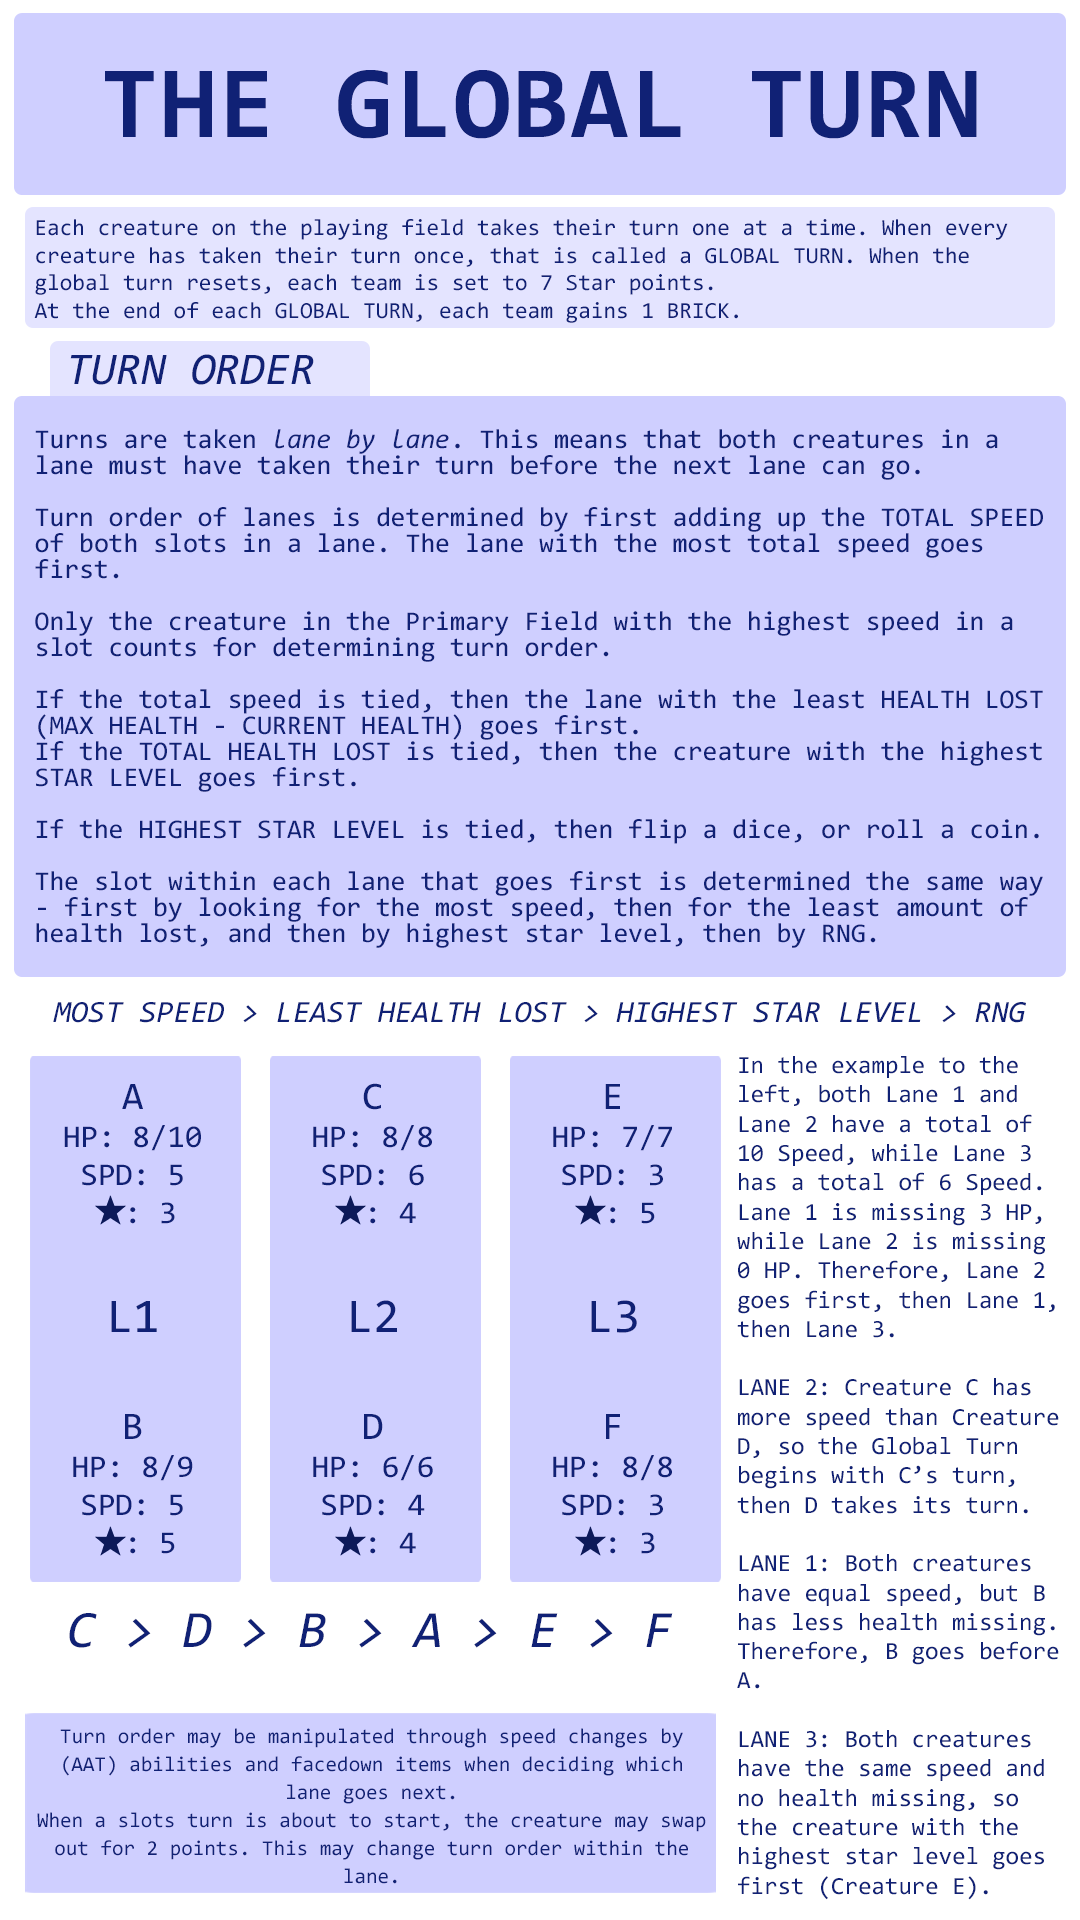 THE GLOBAL TURN
Each creature on the playing field takes their turn one at a time. When every
creature has taken their turn once, that is called a GLOBAL TURN. When the
global turn resets, each team is set to 7 Star points.
At the end of each GLOBAL TURN, each team gains 1 BRICK.
TURN ORDER
Turns are taken lane by lane. This means that both creatures in a
lane must have taken their turn before the next lane can go.
Turn order of lanes is determined by first adding up the TOTAL SPEED
of both slots in a lane. The lane with the most total speed goes
first.
Only the creature in the Primary Field with the highest speed in a
slot counts for determining turn order.
If the total speed is tied, then the lane with the least HEALTH LOST
(MAX HEALTH - CURRENT HEALTH) goes first.
If the TOTAL HEALTH LOST is tied, then the creature with the highest
STAR LEVEL goes first.
If the HIGHEST STAR LEVEL is tied, then flip a dice, or roll a coin.
The slot within each lane that goes first is determined the same way
- first by looking for the most speed, then for the least amount of
health lost, and then by highest star level, then by RNG.
MOST SPEED > LEAST HEALTH LOST > HIGHEST STAR LEVEL > RNG
A
HP: 8/10
SPD: 5
★: 3
L1
B
HP: 8/9
SPD: 5
★: 5
C
HP: 8/8
SPD: 6
★: 4
L2
D
HP: 6/6
SPD: 4
★: 4
E
HP: 7/7
SPD: 3
★: 5
L3
F
HP: 8/8
SPD: 3
★: 3
C > D > B > A > E > F
Turn order may be manipulated through speed changes by
(AAT) abilities and facedown items when deciding which
lane goes next.
When a slots turn is about to start, the creature may swap
out for 2 points. This may change turn order within the
lane.
In the example to the
left, both Lane 1 and
Lane 2 have a total of
10 Speed, while Lane 3
has a total of 6 Speed.
Lane 1 is missing 3 HP,
while Lane 2 is missing
0 HP. Therefore, Lane 2
goes first, then Lane 1,
then Lane 3.
LANE 2: Creature C has
more speed than Creature
D, so the Global Turn
begins with C’s turn,
then D takes its turn.
LANE 1: Both creatures
have equal speed, but B
has less health missing.
Therefore, B goes before
A.
LANE 3: Both creatures
have the same speed and
no health missing, so
the creature with the
highest star level goes
first (Creature E).